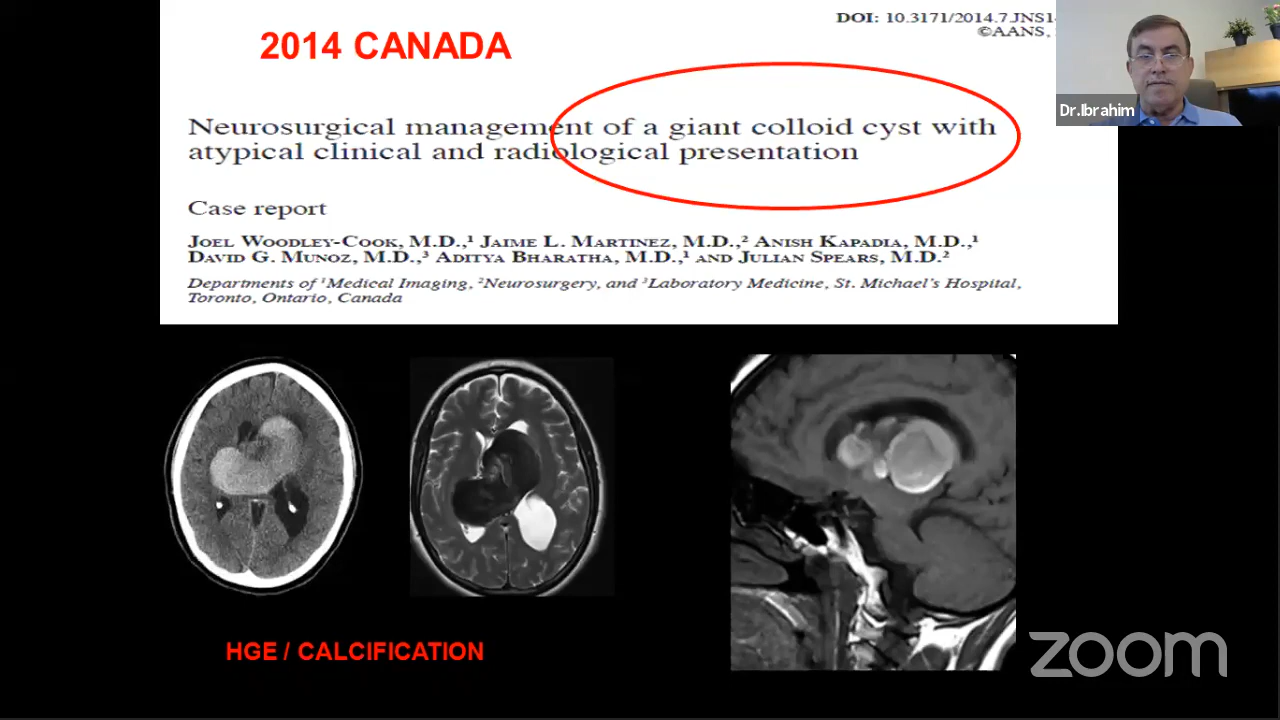 2014 CANADA
DOI: 10.3171/2014.7.JNS1
©AANS,
Neurosurgical management of a giant colloid cyst with
atypical clinical and radiological presentation
Case report
JOEL WOODLEY-COOK, M.D.,¹ JAIME L. MARTINEZ, M.D.,² ANISH KAPADIA, M.D.,¹
DAVID G. MUNOZ, M.D.,³ ADITYA BHARATHA, M.D.,¹ AND JULIAN SPEARS, M.D.²
Departments of ¹Medical Imaging, ²Neurosurgery, and ³Laboratory Medicine, St. Michael's Hospital,
Toronto, Ontario, Canada
Dr.Ibrahim
HGE / CALCIFICATION
zoom